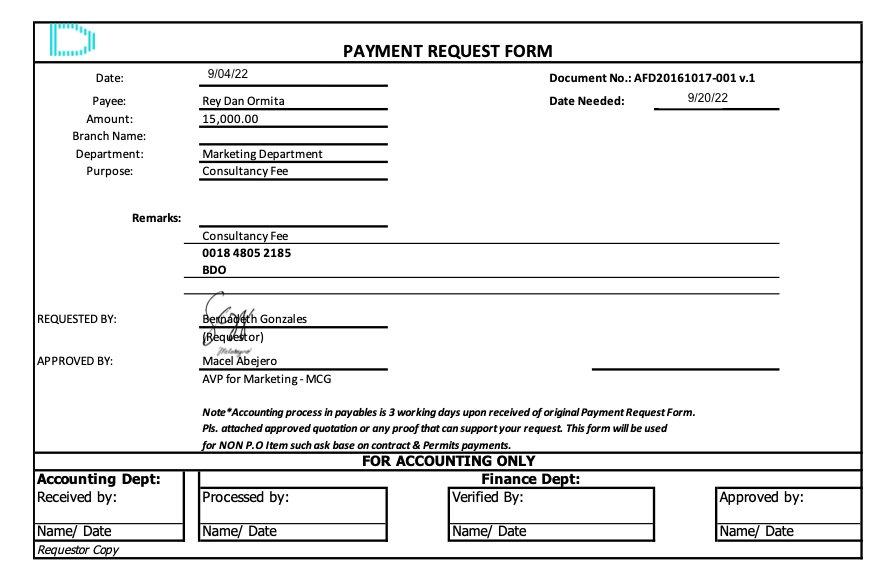 PAYMENT REQUEST FORM
Date: 9/04/22 Document No.: AFD20161017-001 v.1
Payee: Rey Dan Ormita Date Needed: 9/20/22
Amount: 15,000.00
Branch Name:
Department: Marketing Department
Purpose: Consultancy Fee
Remarks:
Consultancy Fee
0018 4805 2185
BDO
REQUESTED BY: Bernadeth Gonzales
(Requestor)
APPROVED BY: Macel Abejero
AVP for Marketing - MCG
Note*Accounting process in payables is 3 working days upon received of original Payment Request Form.
Pls. attached approved quotation or any proof that can support your request. This form will be used
for NON P.O Item such ask base on contract & Permits payments.
FOR ACCOUNTING ONLY
Accounting Dept: Finance Dept:
Received by: Processed by: Verified By: Approved by:
Name/ Date Name/ Date Name/ Date Name/ Date
Requestor Copy